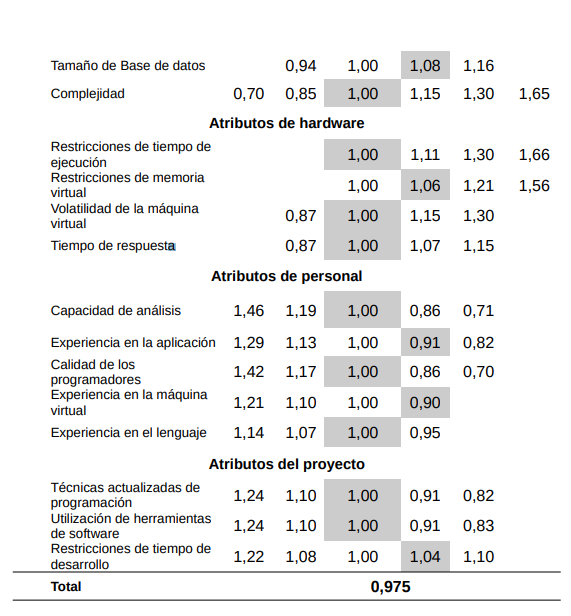 Tamaño de Base de datos 0,94 1,00 1,08 1,16
Complejidad 0,70 0,85 1,00 1,15 1,30 1,65
Atributos de hardware
Restricciones de tiempo de
ejecución 1,00 1,11 1,30 1,66
Restricciones de memoria
virtual 1,00 1,06 1,21 1,56
Volatilidad de la máquina
virtual 0,87 1,00 1,15 1,30
Tiempo de respuesta 0,87 1,00 1,07 1,15
Atributos de personal
Capacidad de análisis 1,46 1,19 1,00 0,86 0,71
Experiencia en la aplicación 1,29 1,13 1,00 0,91 0,82
Calidad de los
programadores 1,42 1,17 1,00 0,86 0,70
Experiencia en la máquina
virtual 1,21 1,10 1,00 0,90
Experiencia en el lenguaje 1,14 1,07 1,00 0,95
Atributos del proyecto
Técnicas actualizadas de
programación 1,24 1,10 1,00 0,91 0,82
Utilización de herramientas
de software 1,24 1,10 1,00 0,91 0,83
Restricciones de tiempo de
desarrollo 1,22 1,08 1,00 1,04 1,10
Total 0,975